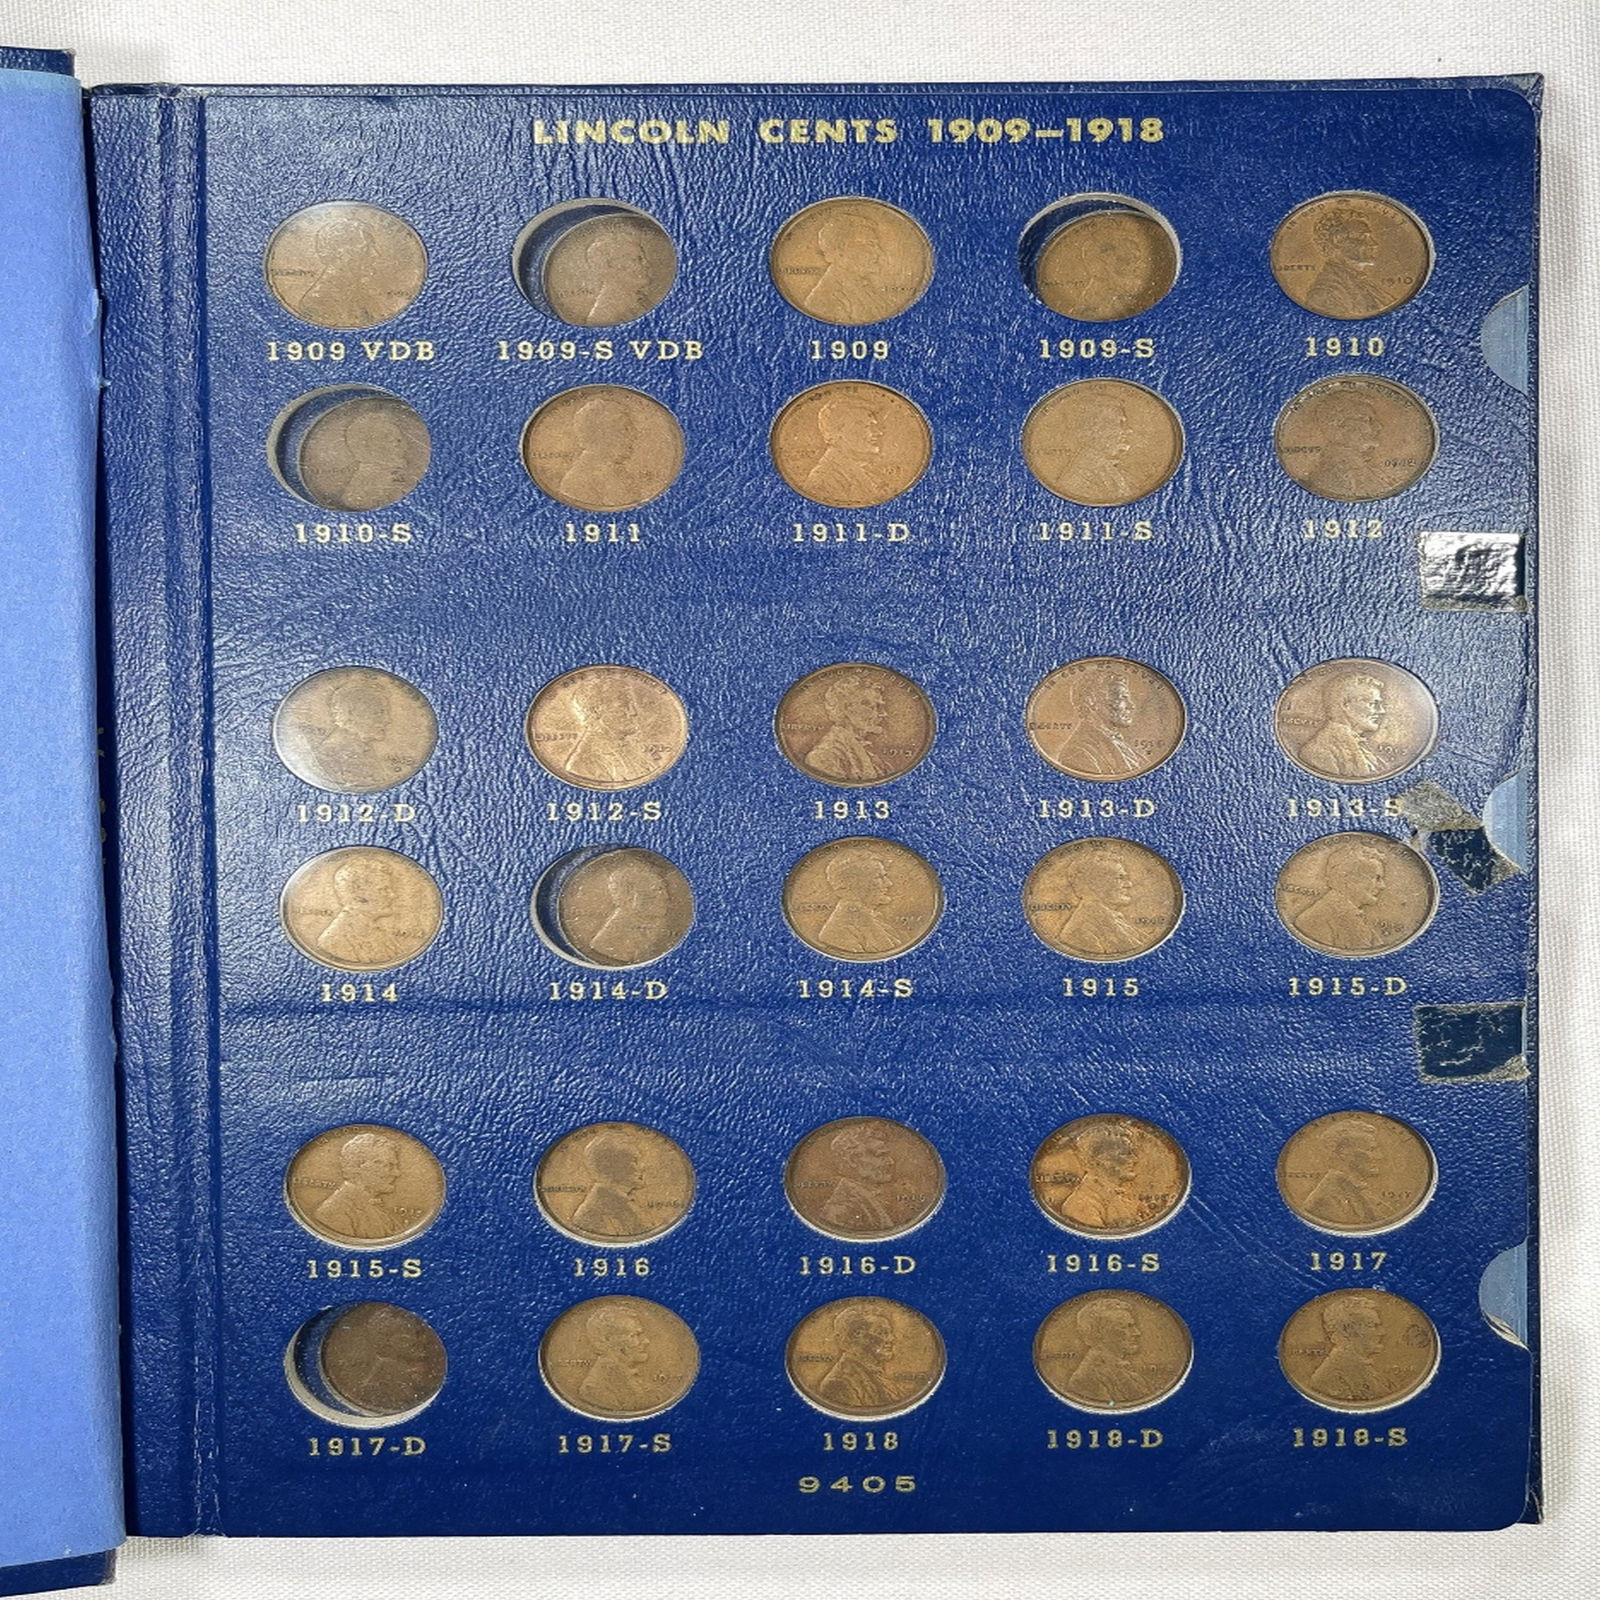 LINCOLN CENTS 1909–1918
1909 VDB 1909-S VDB 1909 1909-S 1910
1910-S 1911 1911-D 1911-S 1912
1912-D 1912-S 1913 1913-D 1913-S
1914 1914-D 1914-S 1915 1915-D
1915-S 1916 1916-D 1916-S 1917
1917-D 1917-S 1918 1918-D 1918-S
9405